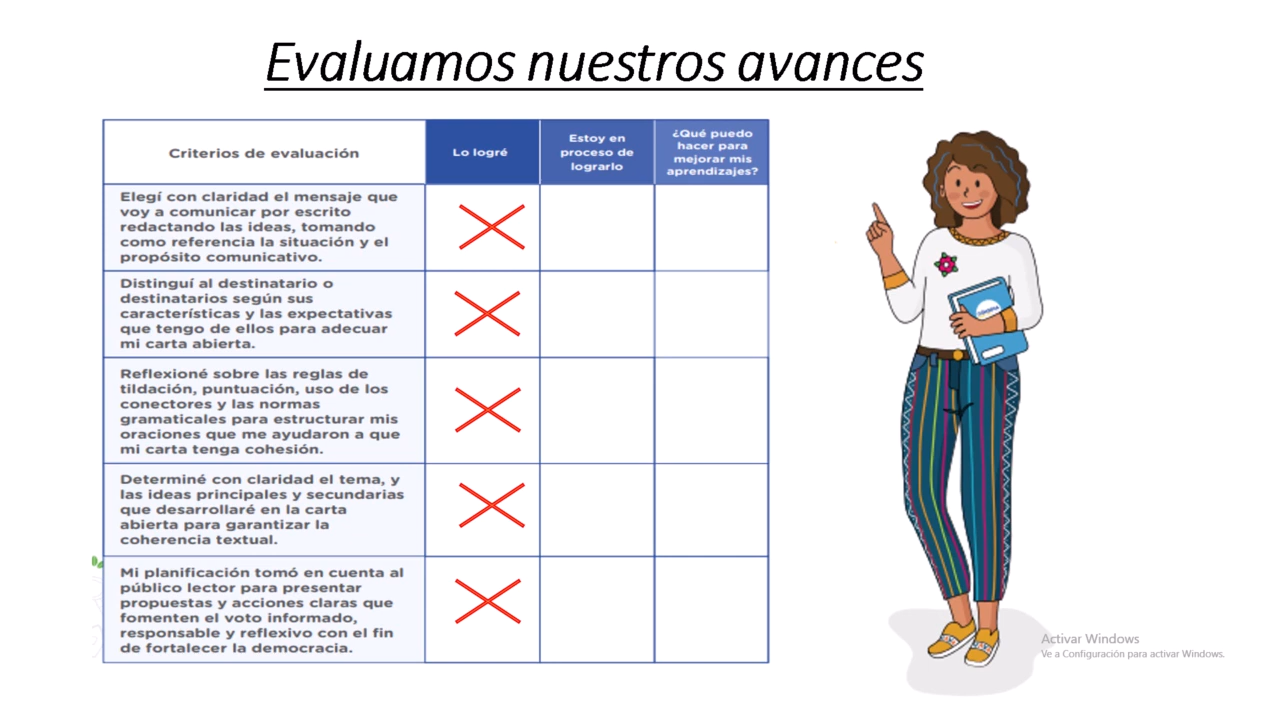 Evaluamos nuestros avances
Criterios de evaluación
Lo logré
Estoy en
proceso de
lograrlo
¿Qué puedo
hacer para
mejorar mis
aprendizajes?
Elegí con claridad el mensaje que
voy a comunicar por escrito
redactando las ideas, tomando
como referencia la situación y el
propósito comunicativo.
Distinguí al destinatario o
destinatarios según sus
características y las expectativas
que tengo de ellos para adecuar
mi carta abierta.
Reflexioné sobre las reglas de
tildación, puntuación, uso de los
conectores y las normas
gramaticales para estructurar mis
oraciones que me ayudaron a que
mi carta tenga cohesión.
Determiné con claridad el tema, y
las ideas principales y secundarias
que desarrollaré en la carta
abierta para garantizar la
coherencia textual.
Mi planificación tomó en cuenta al
público lector para presentar
propuestas y acciones claras que
fomenten el voto informado,
responsable y reflexivo con el fin
de fortalecer la democracia.
Activar Windows
Ve a Configuración para activar Windows.